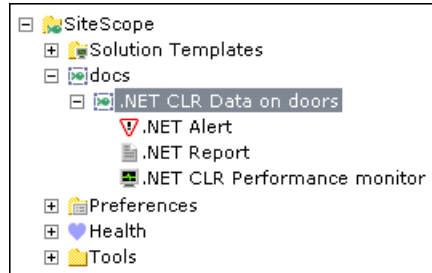 SiteScope
Solution Templates
docs
.NET CLR Data on doors
.NET Alert
.NET Report
.NET CLR Performance monitor
Preferences
Health
Tools